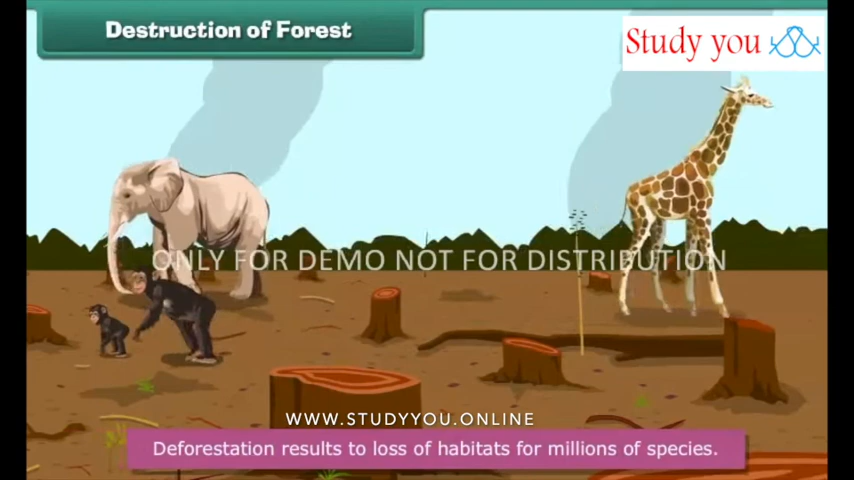 Destruction of Forest
Study you
ONLY FOR DEMO NOT FOR DISTRIBUTION
WWW.STUDYYOU.ONLINE
Deforestation results to loss of habitats for millions of species.